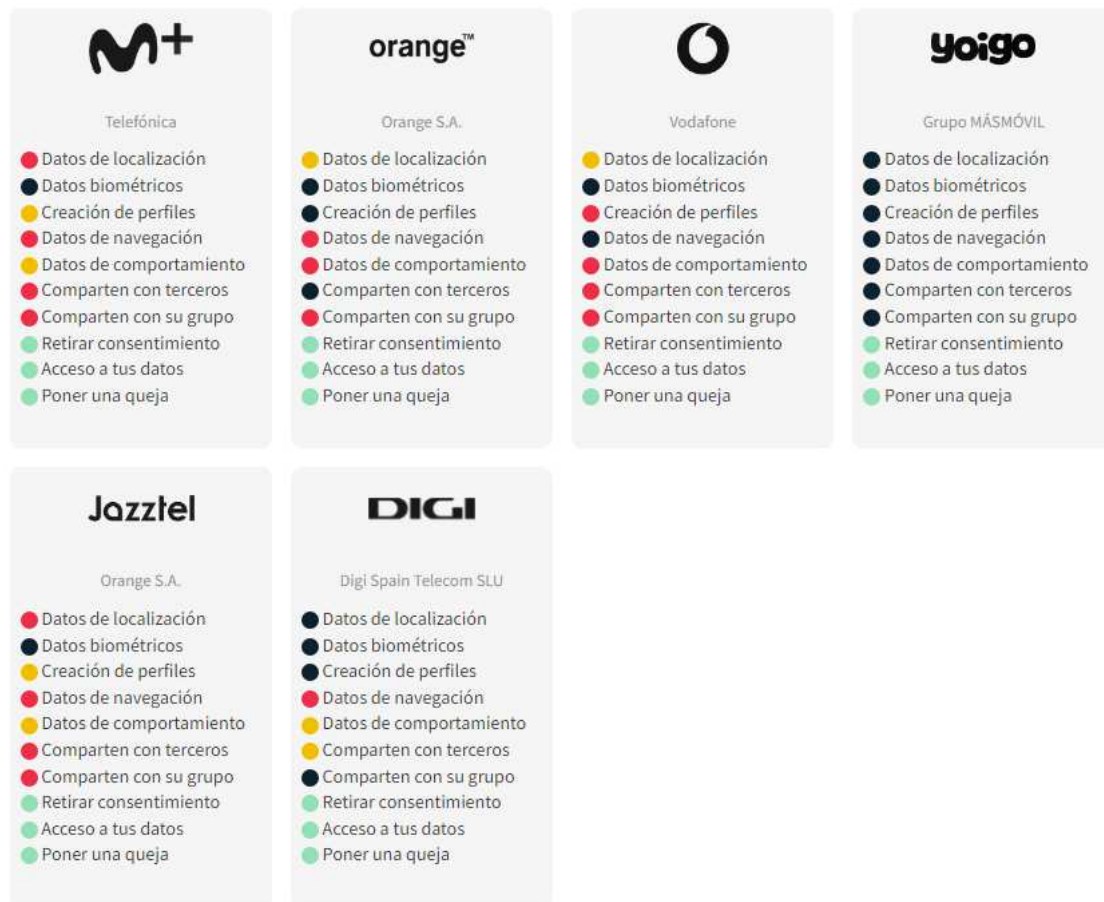 M+
Telefónica
Datos de localización
Datos biométricos
Creación de perfiles
Datos de navegación
Datos de comportamiento
Comparten con terceros
Comparten con su grupo
Retirar consentimiento
Acceso a tus datos
Poner una queja
orange™
Orange S.A.
Datos de localización
Datos biométricos
Creación de perfiles
Datos de navegación
Datos de comportamiento
Comparten con terceros
Comparten con su grupo
Retirar consentimiento
Acceso a tus datos
Poner una queja
Vodafone
Datos de localización
Datos biométricos
Creación de perfiles
Datos de navegación
Datos de comportamiento
Comparten con terceros
Comparten con su grupo
Retirar consentimiento
Acceso a tus datos
Poner una queja
yoigo
Grupo MÁSMÓVIL
Datos de localización
Datos biométricos
Creación de perfiles
Datos de navegación
Datos de comportamiento
Comparten con terceros
Comparten con su grupo
Retirar consentimiento
Acceso a tus datos
Poner una queja
Jazztel
Orange S.A.
Datos de localización
Datos biométricos
Creación de perfiles
Datos de navegación
Datos de comportamiento
Comparten con terceros
Comparten con su grupo
Retirar consentimiento
Acceso a tus datos
Poner una queja
DIGI
Digi Spain Telecom SLU
Datos de localización
Datos biométricos
Creación de perfiles
Datos de navegación
Datos de comportamiento
Comparten con terceros
Comparten con su grupo
Retirar consentimiento
Acceso a tus datos
Poner una queja